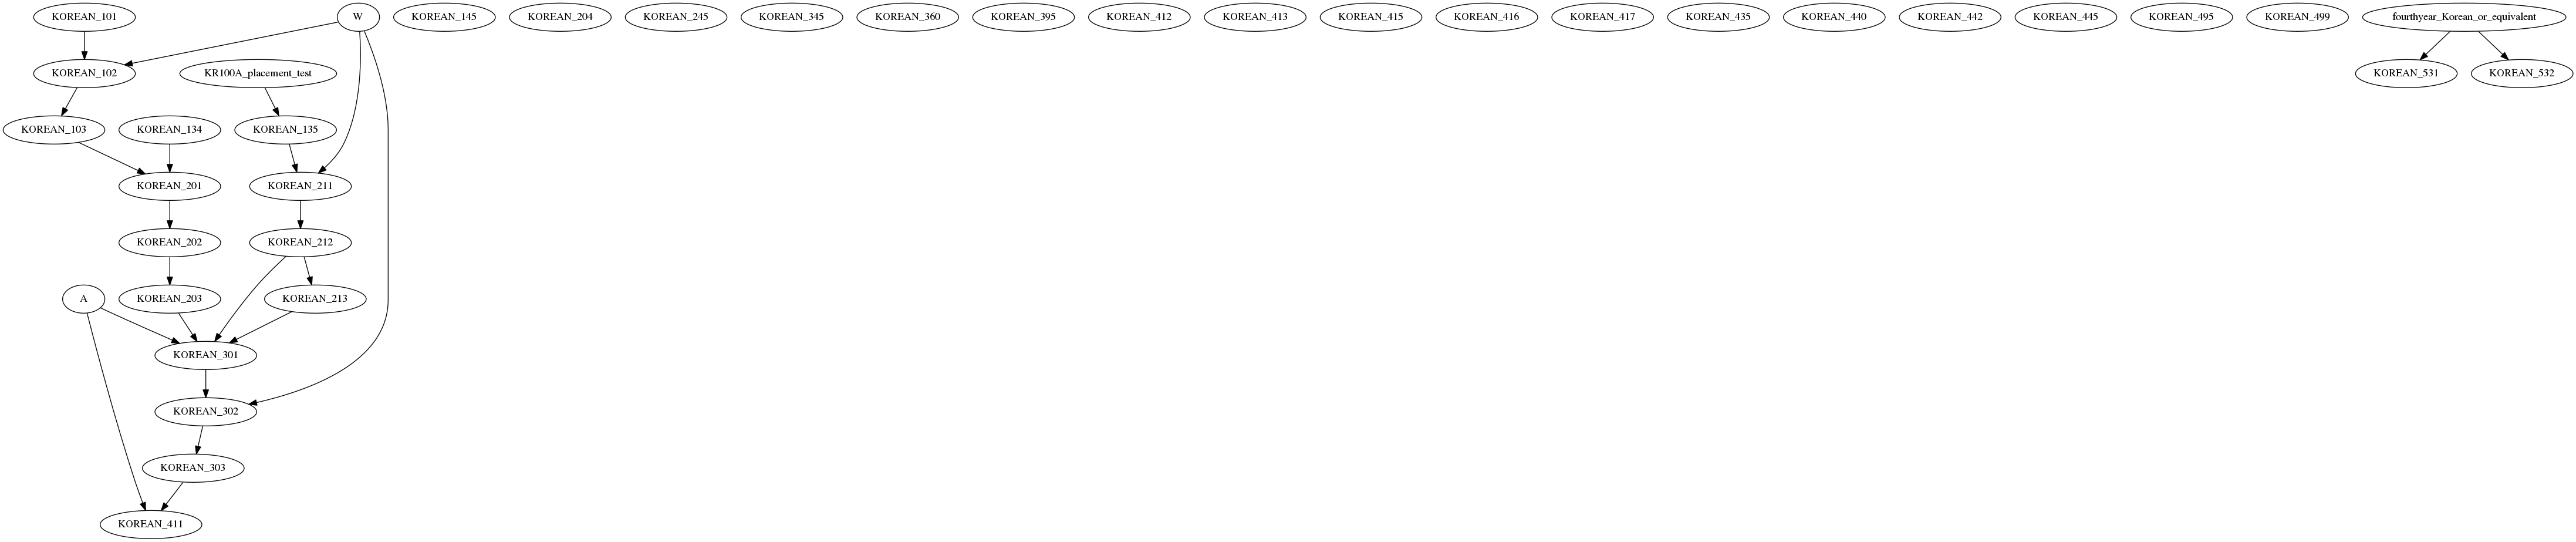 KOREAN_101
W
KOREAN_145
KOREAN_204
KOREAN_245
KOREAN_345
KOREAN_360
KOREAN_395
KOREAN_412
KOREAN_413
KOREAN_415
KOREAN_416
KOREAN_417
KOREAN_435
KOREAN_440
KOREAN_442
KOREAN_445
KOREAN_495
KOREAN_499
fourthyear_Korean_or_equivalent
KOREAN_102
KR100A_placement_test
KOREAN_531
KOREAN_532
KOREAN_103
KOREAN_134
KOREAN_135
KOREAN_201
KOREAN_211
KOREAN_202
KOREAN_212
A
KOREAN_203
KOREAN_213
KOREAN_301
KOREAN_302
KOREAN_303
KOREAN_411